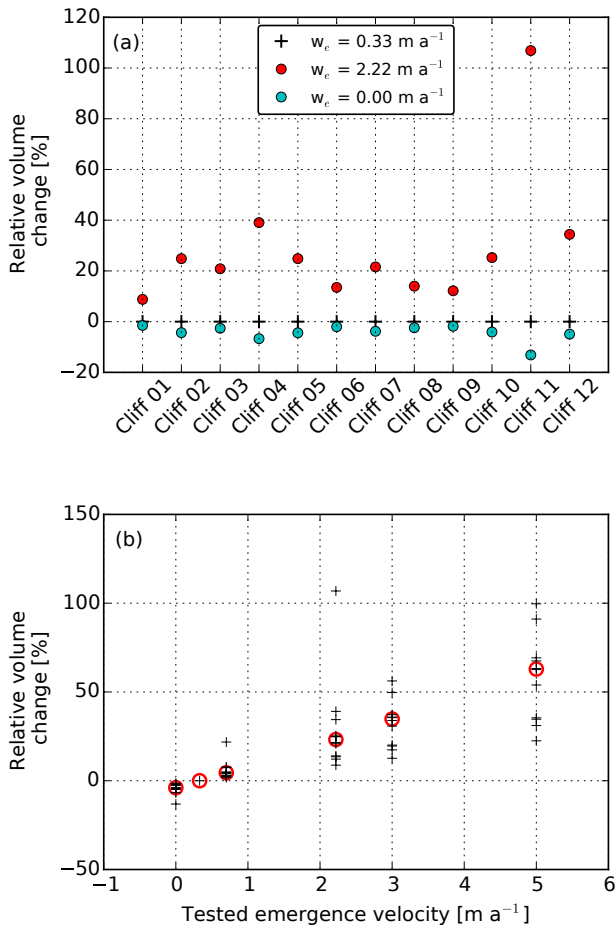 (a)
w_e = 0.33 m a⁻¹
w_e = 2.22 m a⁻¹
w_e = 0.00 m a⁻¹
120
100
80
60
40
20
0
−20
Relative volume
change [%]
Cliff 01
Cliff 02
Cliff 03
Cliff 04
Cliff 05
Cliff 06
Cliff 07
Cliff 08
Cliff 09
Cliff 10
Cliff 11
Cliff 12
(b)
150
100
50
0
−50
Relative volume
change [%]
−1 0 1 2 3 4 5 6
Tested emergence velocity [m a⁻¹]